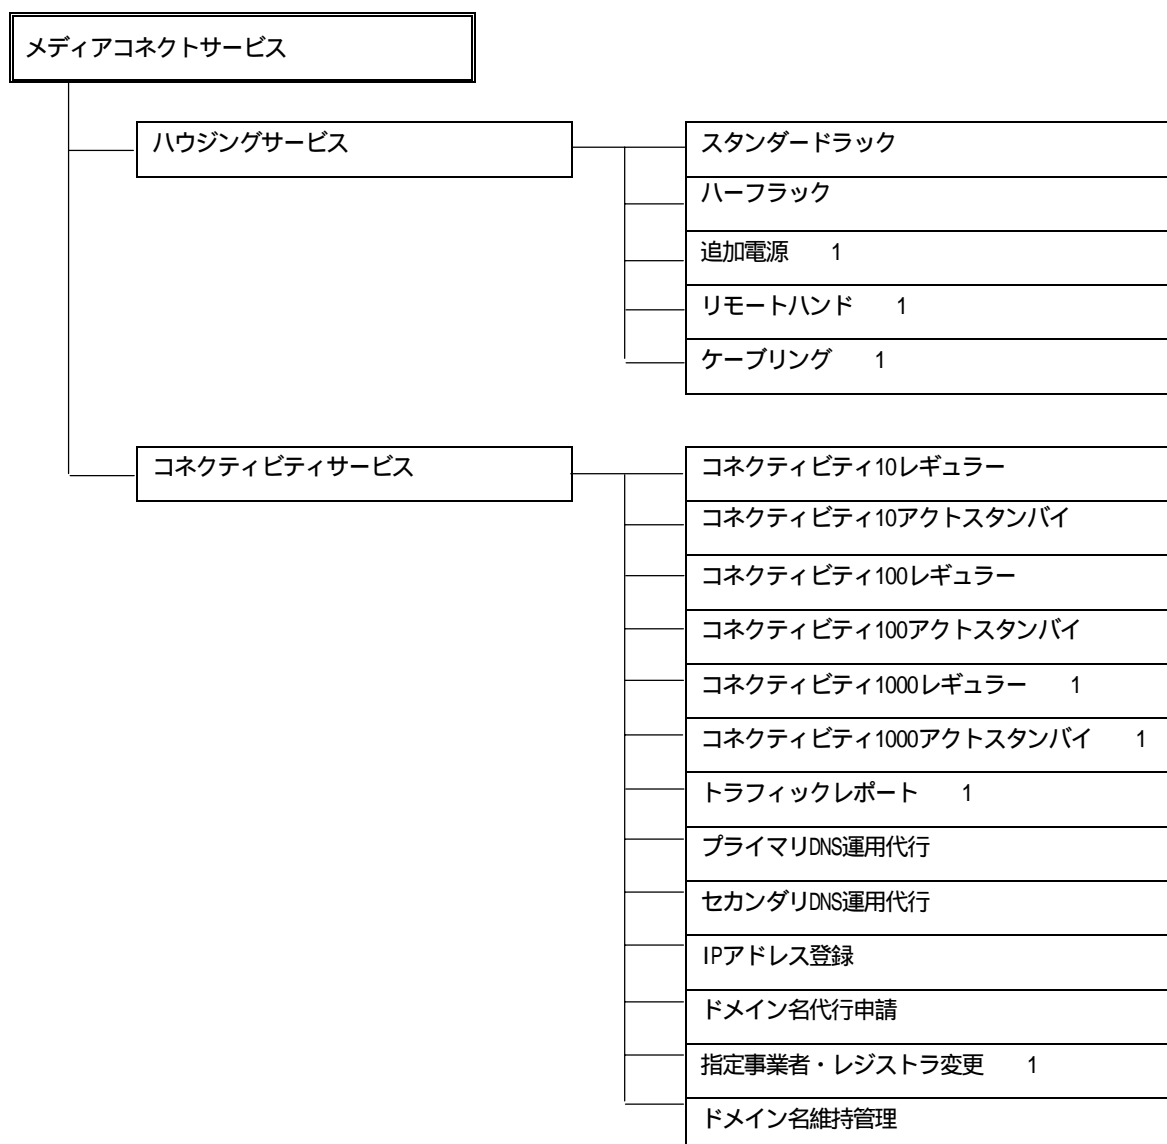 メディアコネクトサービス
ハウジングサービス
スタンダードラック
ハーフラック
追加電源　　1
リモートハンド　　1
ケーブリング　　1
コネクティビティサービス
コネクティビティ10レギュラー
コネクティビティ10アクトスタンバイ
コネクティビティ100レギュラー
コネクティビティ100アクトスタンバイ
コネクティビティ1000レギュラー　　1
コネクティビティ1000アクトスタンバイ　　1
トラフィックレポート　　1
プライマリDNS運用代行
セカンダリDNS運用代行
IPアドレス登録
ドメイン名代行申請
指定事業者・レジストラ変更　　1
ドメイン名維持管理